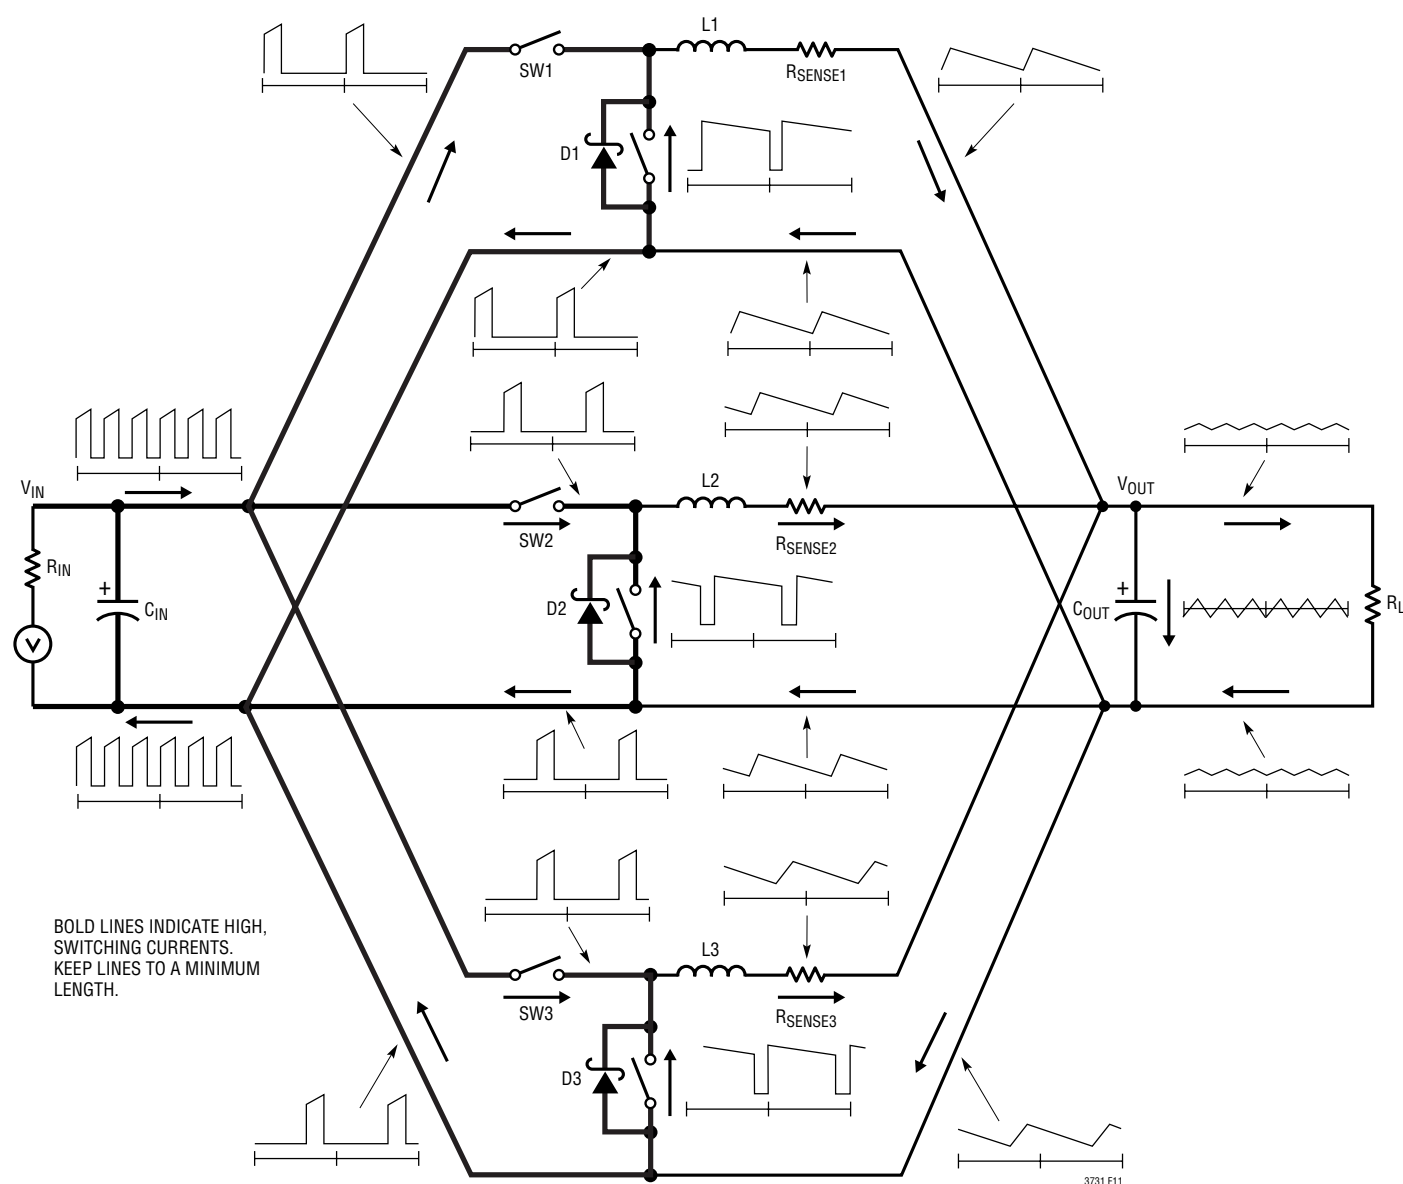 L1
SW1
RSENSE1
D1
VIN
L2
VOUT
SW2
RSENSE2
RIN
+
CIN
D2
+
COUT
RL
V
BOLD LINES INDICATE HIGH,
SWITCHING CURRENTS.
KEEP LINES TO A MINIMUM
LENGTH.
L3
SW3
RSENSE3
D3
3731 F11